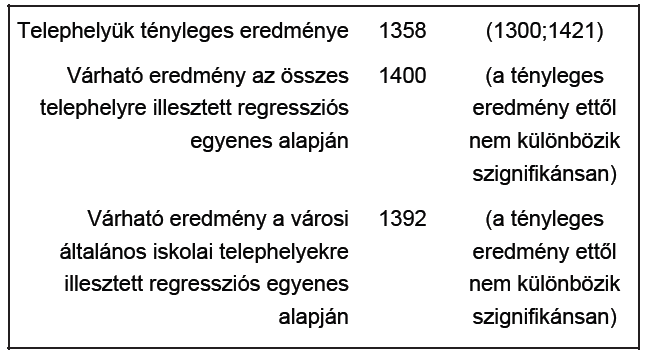 Telephelyük tényleges eredménye 1358 (1300;1421)
Várható eredmény az összes 1400 (a tényleges
telephelyre illesztett regressziós eredmény ettől
egyenes alapján nem különbözik
szignifikánsan)
Várható eredmény a városi 1392 (a tényleges
általános iskolai telephelyekre eredmény ettől
illesztett regressziós egyenes nem különbözik
alapján szignifikánsan)